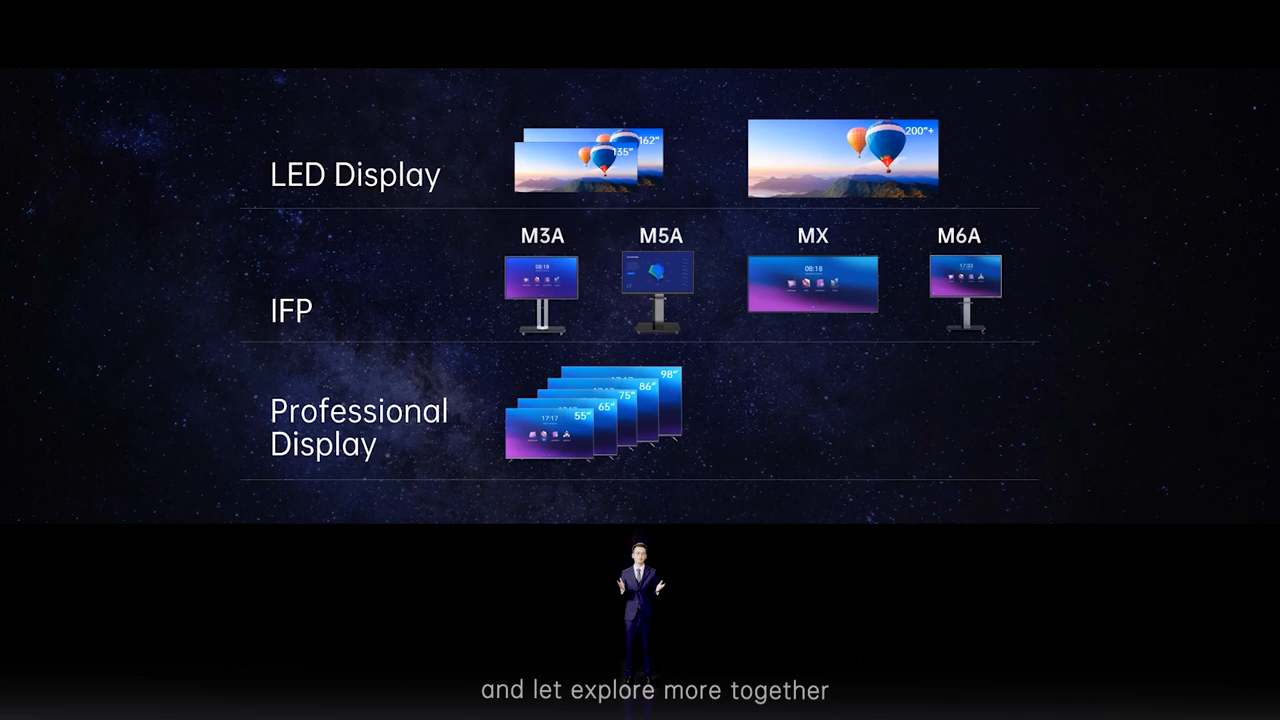 162"
135"
200"+
LED Display
M3A
M5A
MX
M6A
08:18
08:18
17:23
IFP
98"
86"
75"
65"
55"
17:17
Professional
Display
and let explore more together